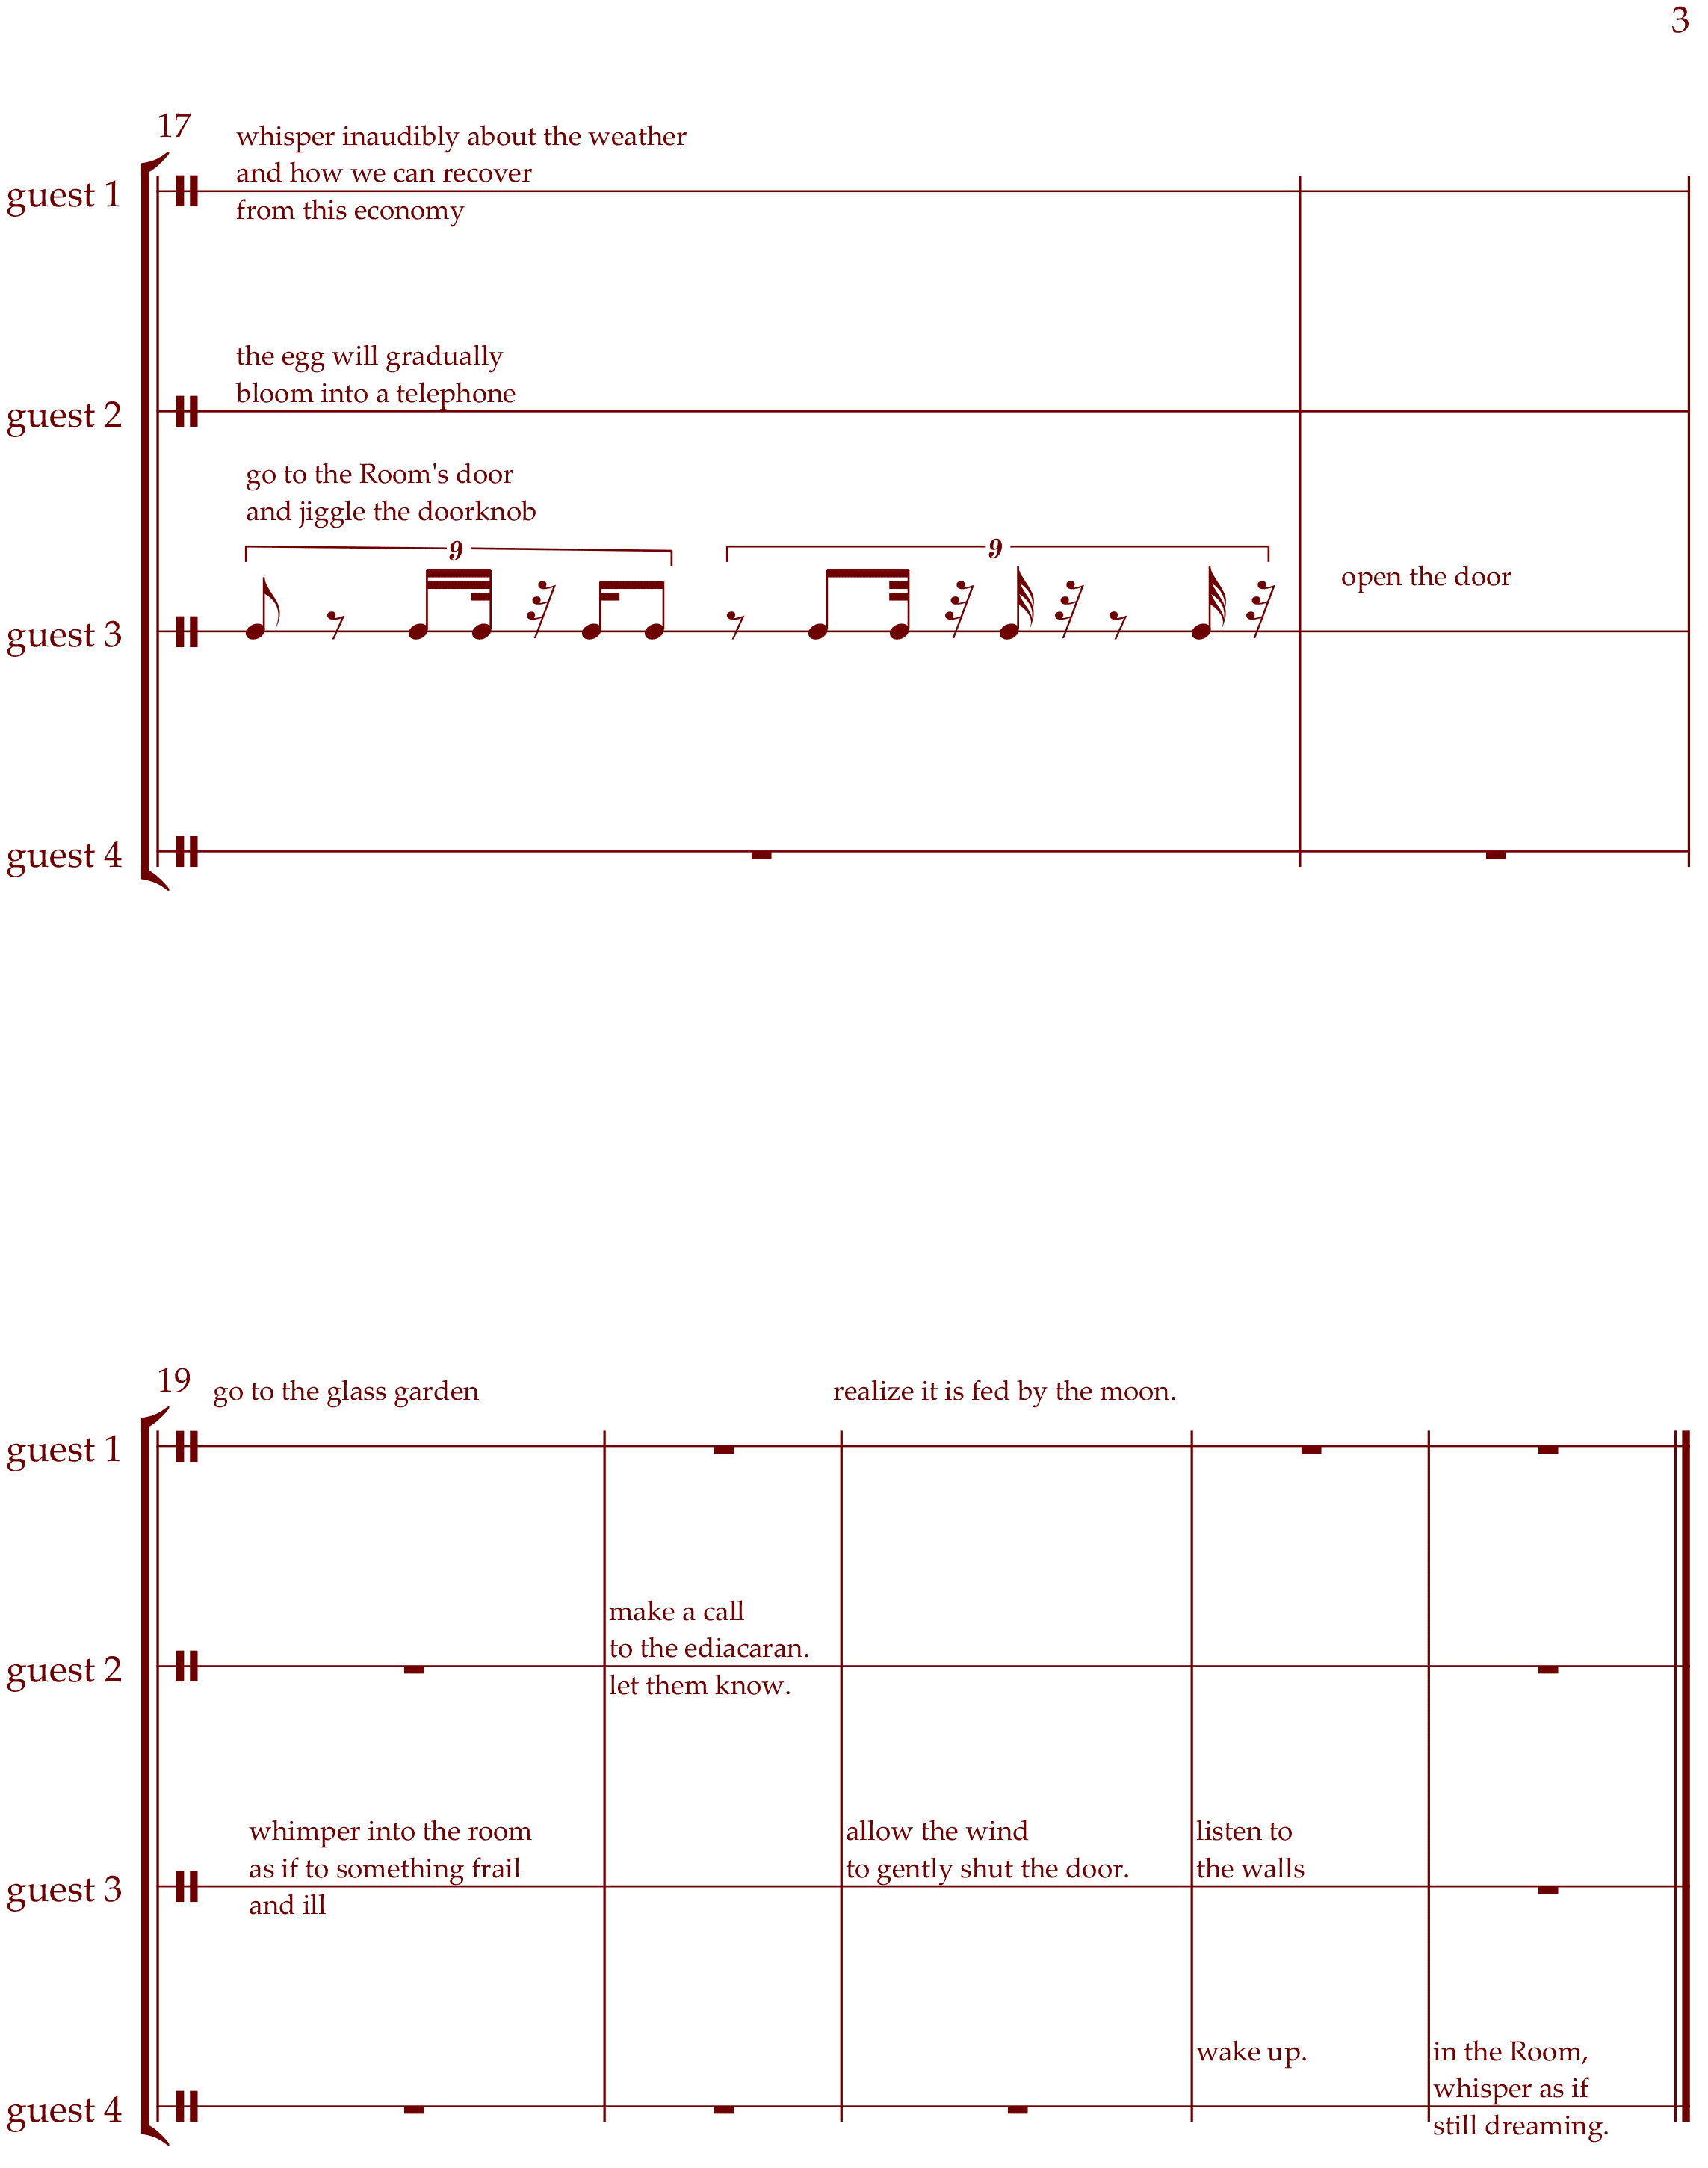 3
17
whisper inaudibly about the weather
and how we can recover
from this economy
guest 1
the egg will gradually
bloom into a telephone
guest 2
go to the Room's door
and jiggle the doorknob
9
9
open the door
guest 3
guest 4
19
go to the glass garden
realize it is fed by the moon.
guest 1
make a call
to the ediacaran.
let them know.
guest 2
whimper into the room
as if to something frail
and ill
allow the wind
to gently shut the door.
listen to
the walls
guest 3
wake up.
in the Room,
whisper as if
still dreaming.
guest 4